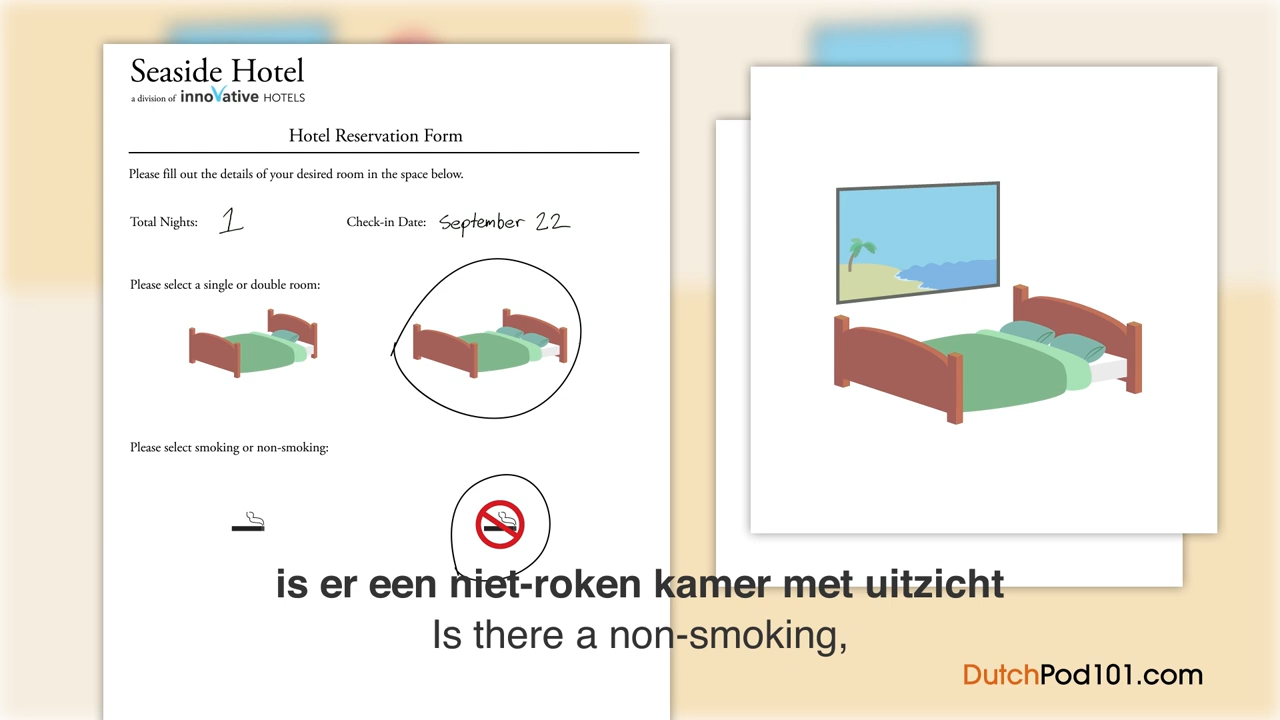 Seaside Hotel
a division of innoVative HOTELS
Hotel Reservation Form
Please fill out the details of your desired room in the space below.
Total Nights: 1 Check-in Date: September 22
Please select a single or double room:
Please select smoking or non-smoking:
is er een niet-roken kamer met uitzicht
Is there a non-smoking,
DutchPod101.com